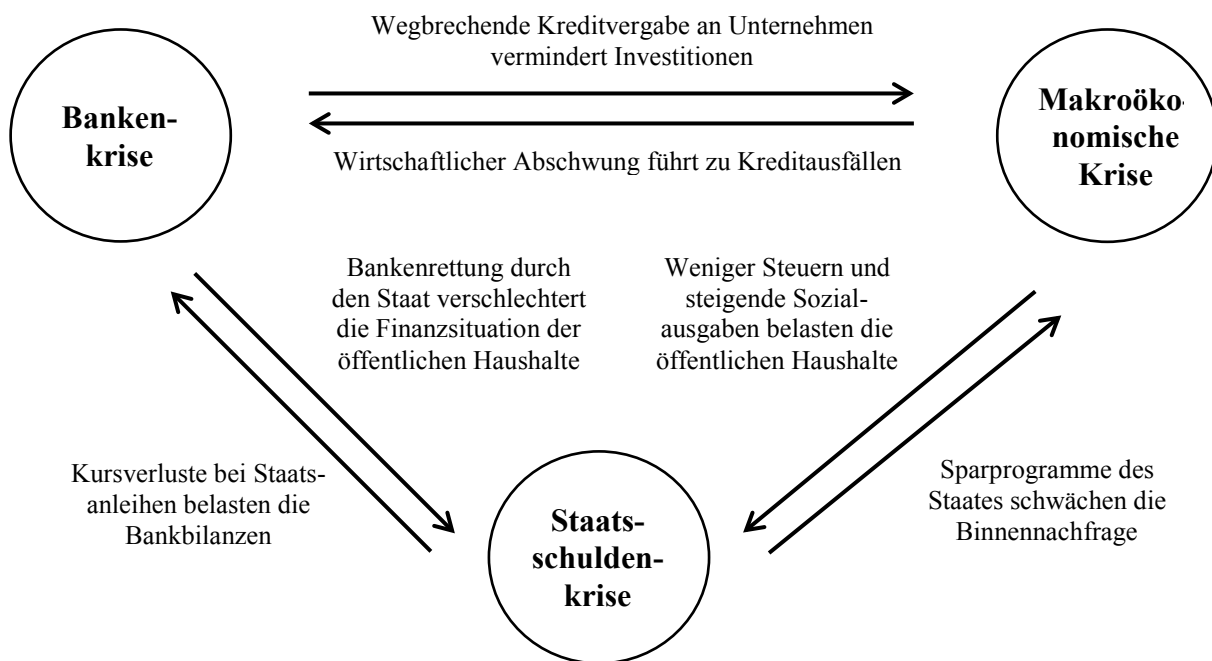 Wegbrechende Kreditvergabe an Unternehmen
vermindert Investitionen
Banken-
krise
Makroöko-
nomische
Krise
Wirtschaftlicher Abschwung führt zu Kreditausfällen
Bankenrettung durch
den Staat verschlechtert
die Finanzsituation der
öffentlichen Haushalte
Weniger Steuern und
steigende Sozial-
ausgaben belasten die
öffentlichen Haushalte
Kursverluste bei Staats-
anleihen belasten die
Bankbilanzen
Staats-
schulden-
krise
Sparprogramme des
Staates schwächen die
Binnennachfrage